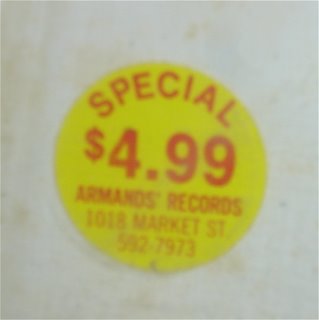 SPECIAL
$4.99
ARMANDS' RECORDS
1018 MARKET ST.
592-7973